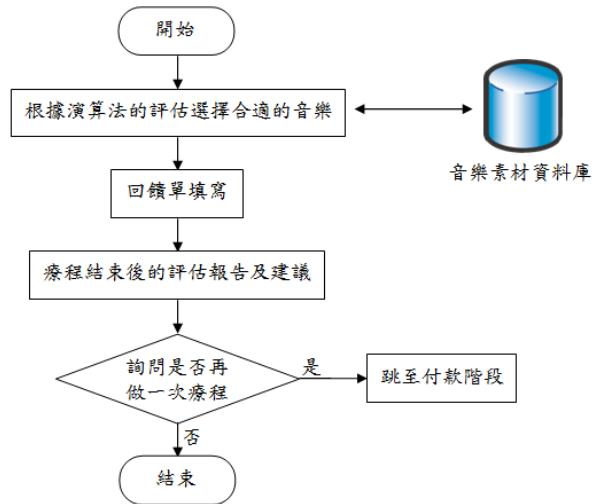 開始
根據演算法的評估選擇合適的音樂
音樂素材資料庫
回饋單填寫
療程結束後的評估報告及建議
詢問是否再
做一次療程
是
跳至付款階段
否
結束